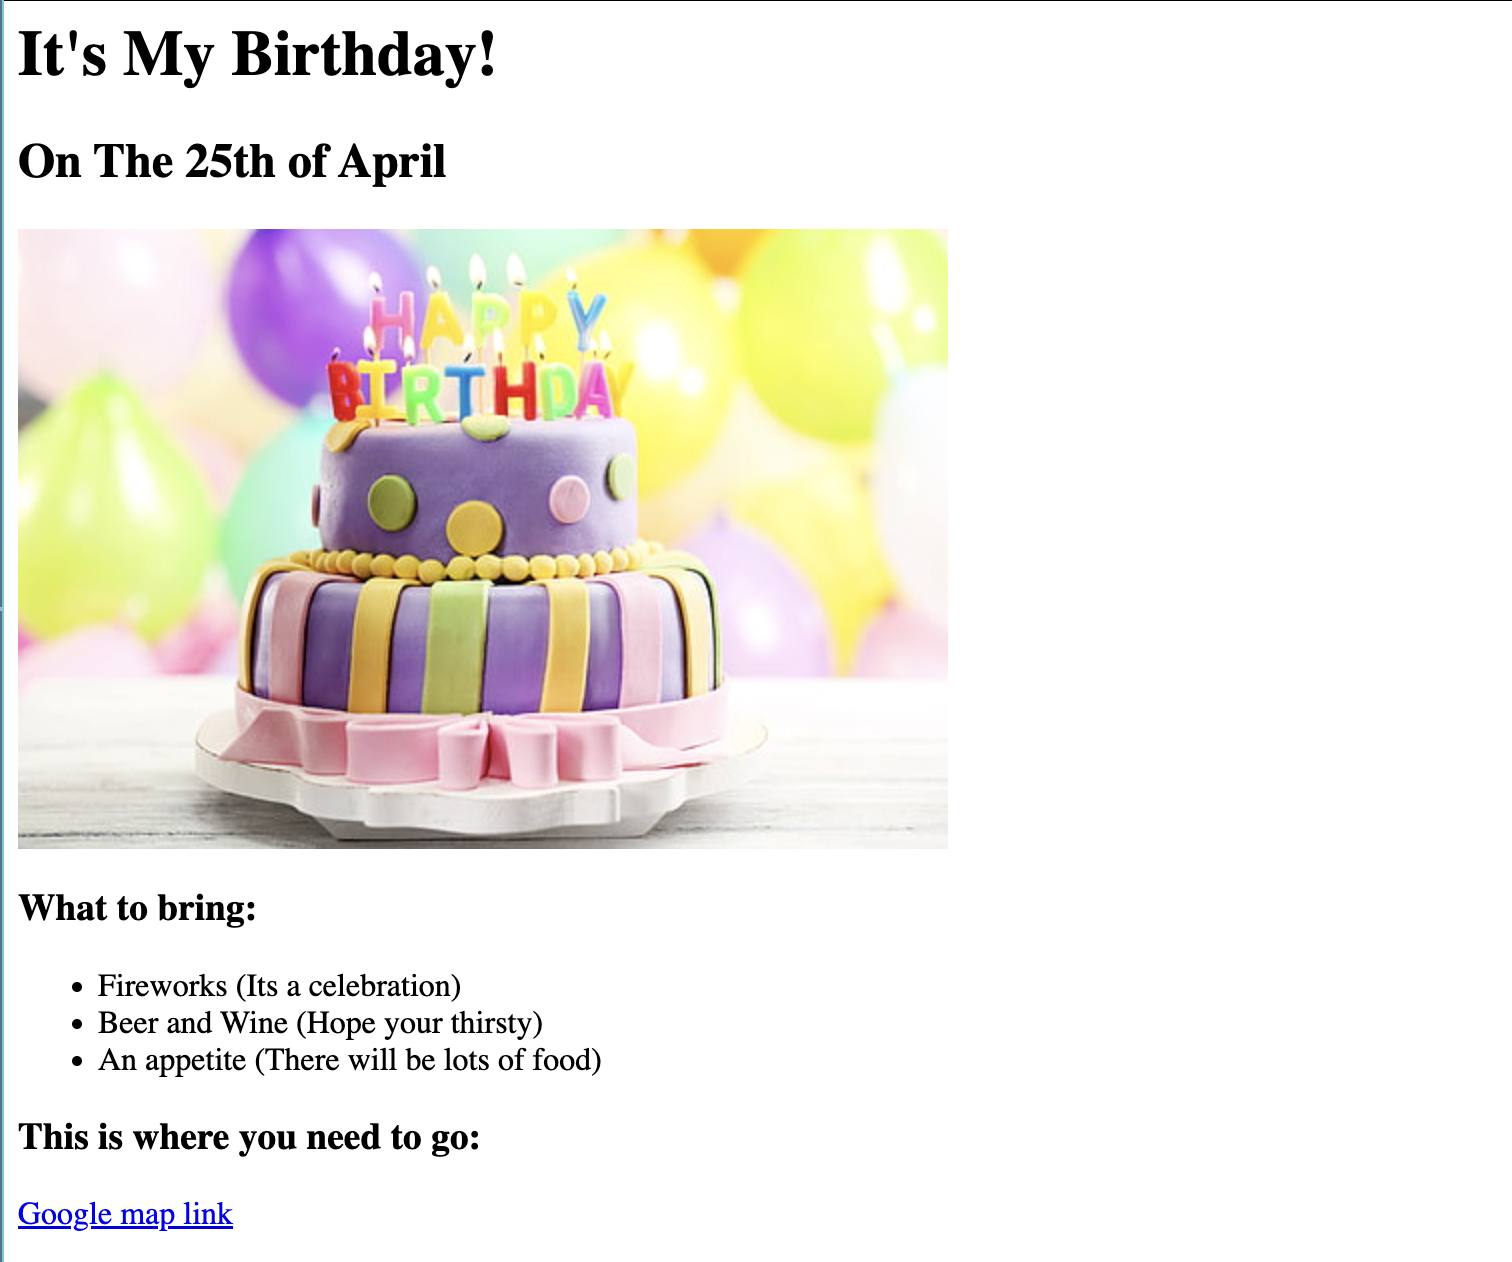 It's My Birthday!
On The 25th of April
HAPPY
BIRTHDAY
What to bring:
Fireworks (Its a celebration)
Beer and Wine (Hope your thirsty)
An appetite (There will be lots of food)
This is where you need to go:
Google map link